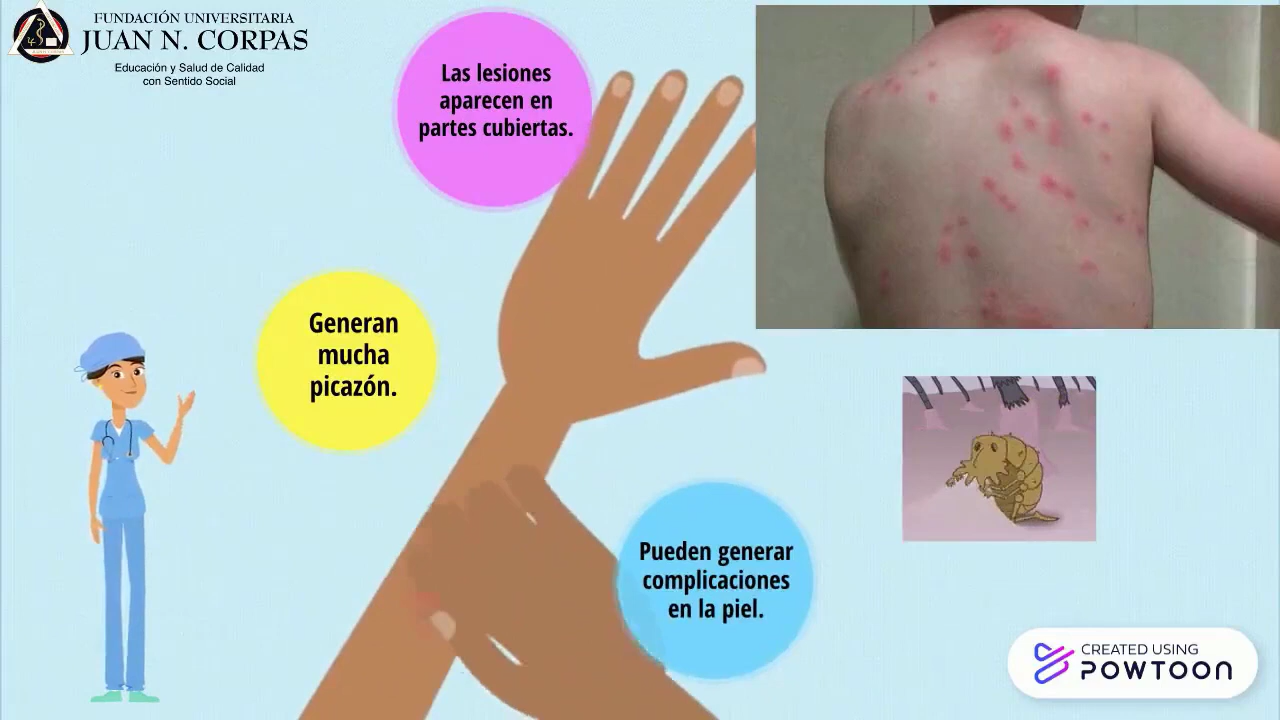 FUNDACIÓN UNIVERSITARIA
JUAN N. CORPAS
Educación y Salud de Calidad
con Sentido Social
Las lesiones
aparecen en
partes cubiertas.
Generan
mucha
picazón.
Pueden generar
complicaciones
en la piel.
CREATED USING
POWTOON